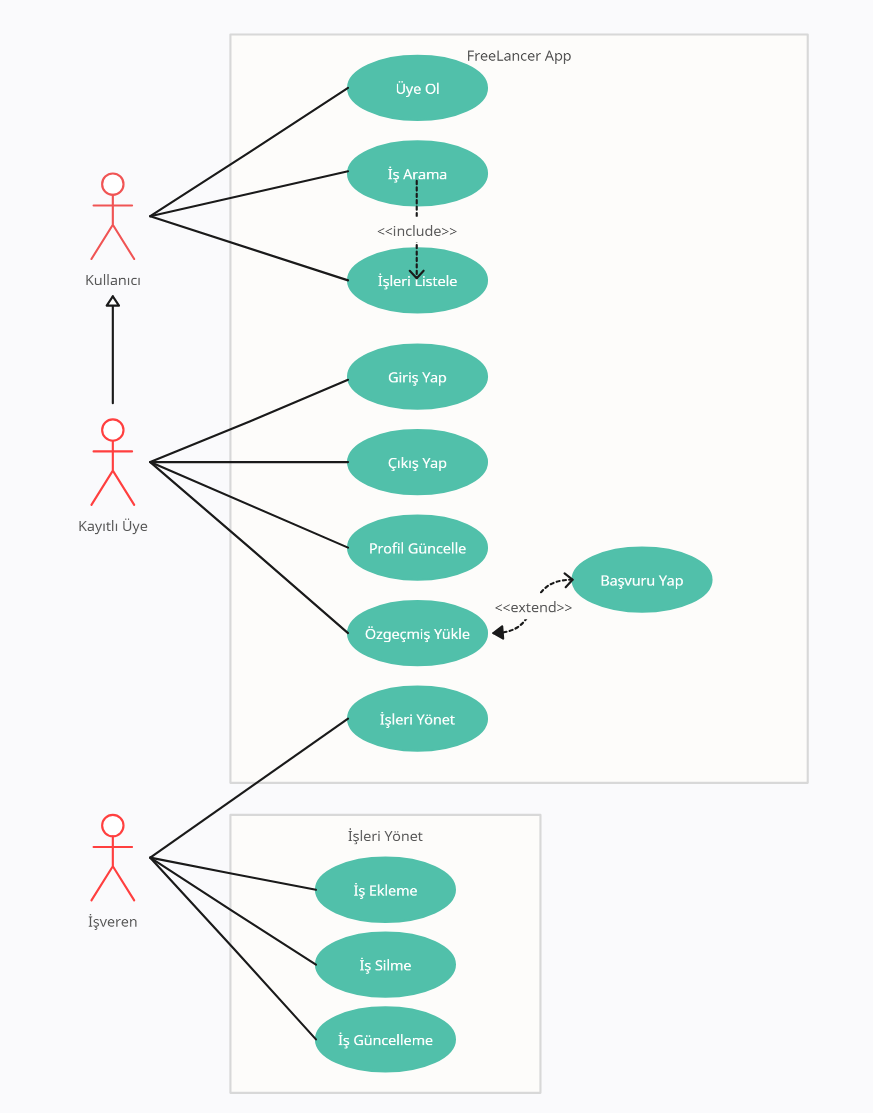 FreeLancer App
Üye Ol
İş Arama
<<include>>
İşleri Listele
Kullanıcı
Giriş Yap
Çıkış Yap
Kayıtlı Üye
Profil Güncelle
Başvuru Yap
<<extend>>
Özgeçmiş Yükle
İşleri Yönet
İşleri Yönet
İş Ekleme
İşveren
İş Silme
İş Güncelleme